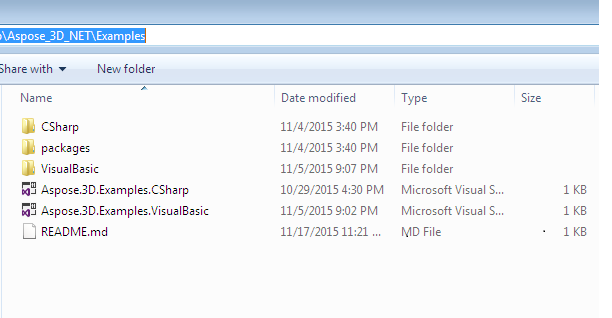 o\Aspose_3D_NET\Examples
Share with New folder
Name Date modified Type Size
CSharp 11/4/2015 3:40 PM File folder
packages 11/4/2015 3:40 PM File folder
VisualBasic 11/5/2015 9:07 PM File folder
Aspose.3D.Examples.CSharp 10/29/2015 4:30 PM Microsoft Visual S... 1 KB
Aspose.3D.Examples.VisualBasic 11/5/2015 9:02 PM Microsoft Visual S... 1 KB
README.md 11/17/2015 11:21 ... MD File 1 KB